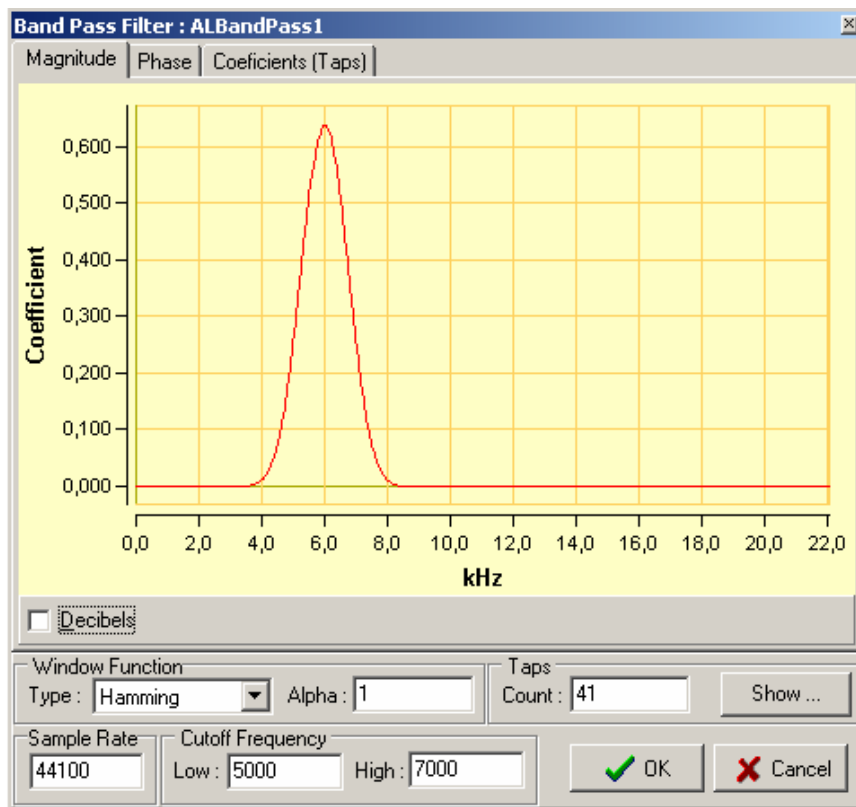 Band Pass Filter : ALBandPass1
Magnitude Phase Coeficients (Taps)
Coefficient
0,600
0,500
0,400
0,300
0,200
0,100
0,000
0,0 2,0 4,0 6,0 8,0 10,0 12,0 14,0 16,0 18,0 20,0 22,0
kHz
Decibels
Window Function
Type : Hamming Alpha : 1
Taps
Count : 41 Show ...
Sample Rate
44100
Cutoff Frequency
Low : 5000 High : 7000
OK Cancel